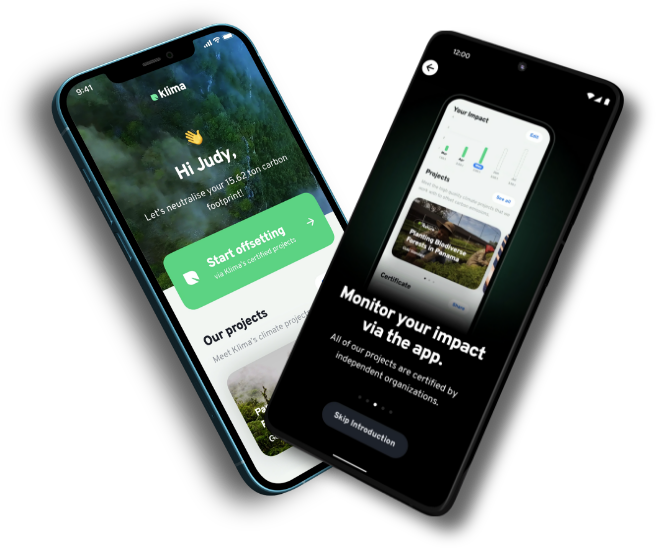 9:41
klima
Hi Judy,
Let's neutralise your 15.62 ton carbon
footprint!
Start offsetting
via Klima's certified projects
Our projects
Meet Klima's climate projects
12:00
Your Impact
Edit
Projects
See all
Planting Biodiverse
Forests in Panama
Certificate
Share
Monitor your impact
via the app.
All of our projects are certified by
independent organizations.
Skip Introduction